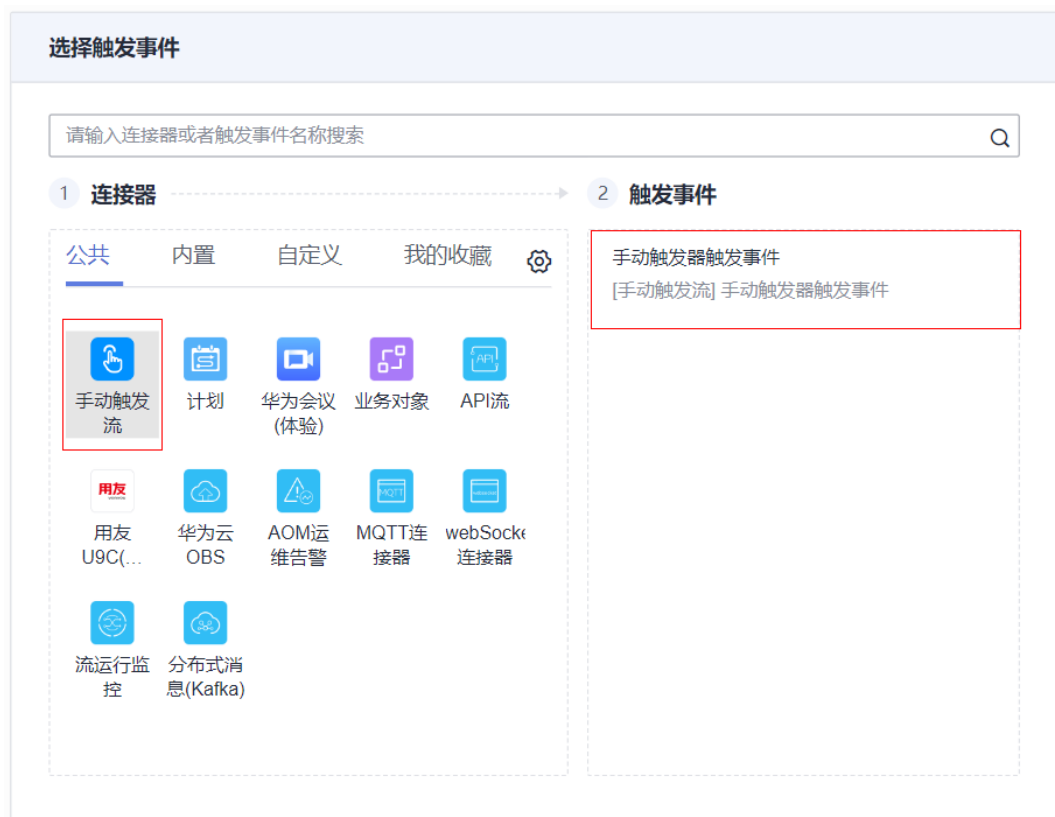 选择触发事件
请输入连接器或者触发事件名称搜索
1 连接器
2 触发事件
公共 内置 自定义 我的收藏
手动触发器触发事件
[手动触发流] 手动触发器触发事件
手动触发
流
计划
华为会议
(体验)
业务对象
API
API流
用友
用友
U9C(...
华为云
OBS
AOM运
维告警
MQTT
MQTT连
接器
webSocke
连接器
流运行监
控
分布式消
息(Kafka)